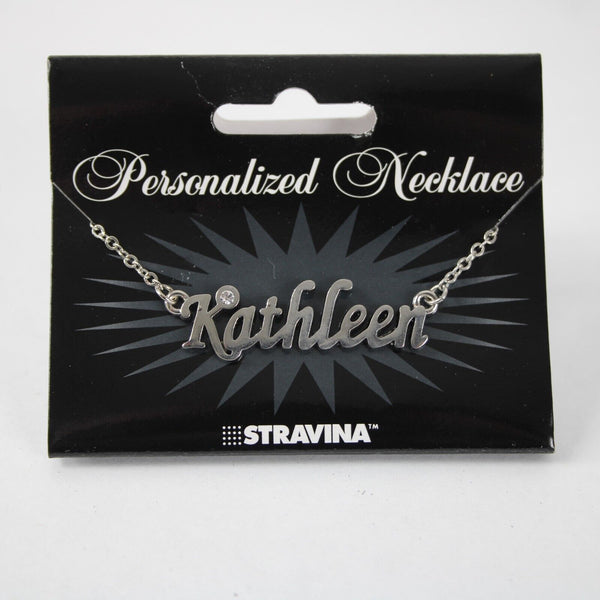 Personalized Necklace
Kathleen
STRAVINA™